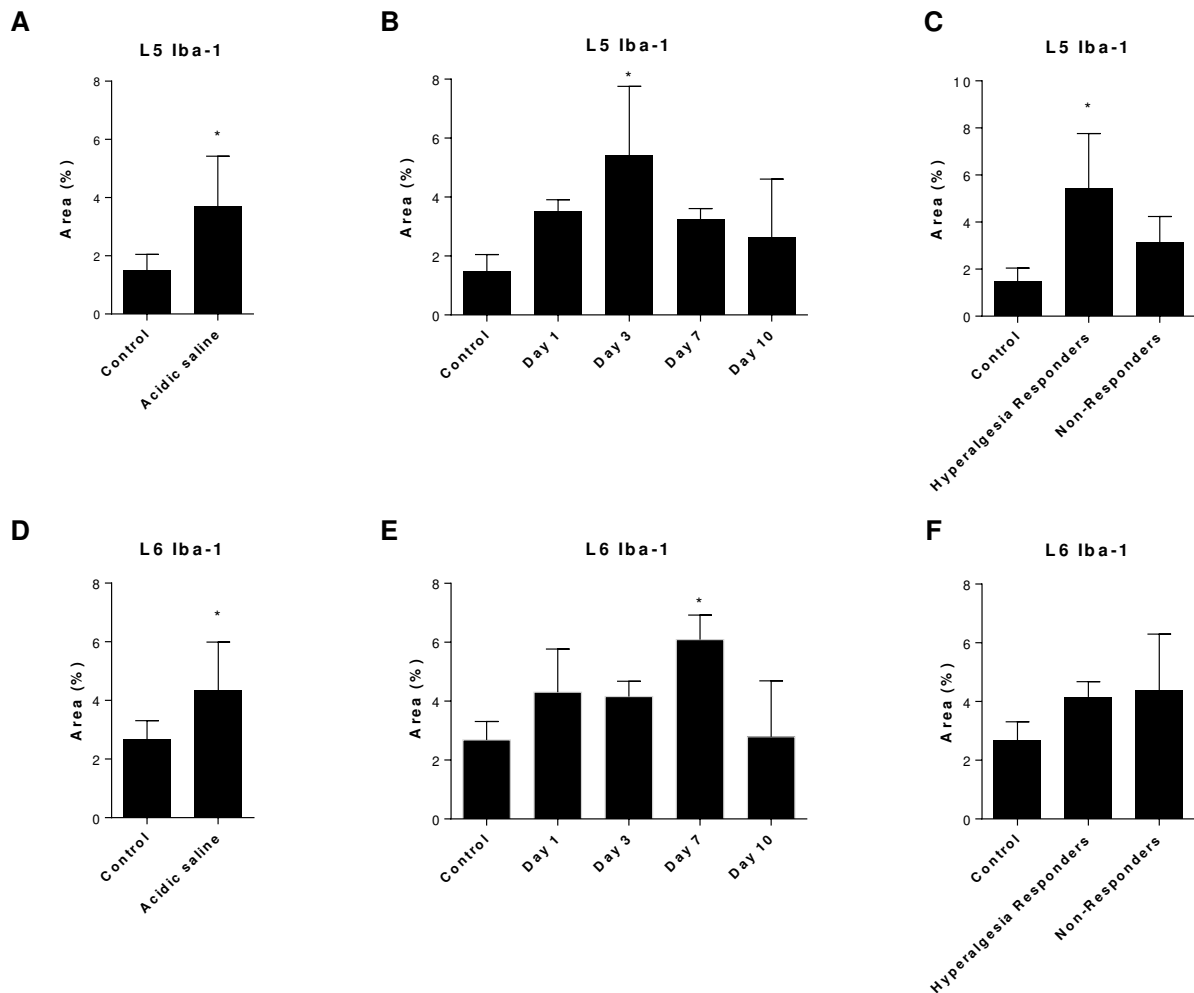 A
L5 Iba-1
8
6
4
2
0
Area (%)
*
Control
Acidic saline
B
L5 Iba-1
8
6
4
2
0
Area (%)
*
Control
Day 1
Day 3
Day 7
Day 10
C
L5 Iba-1
10
8
6
4
2
0
Area (%)
*
Control
Hyperalgesia Responders
Non-Responders
D
L6 Iba-1
8
6
4
2
0
Area (%)
*
Control
Acidic saline
E
L6 Iba-1
8
6
4
2
0
Area (%)
*
Control
Day 1
Day 3
Day 7
Day 10
F
L6 Iba-1
8
6
4
2
0
Area (%)
Control
Hyperalgesia Responders
Non-Responders